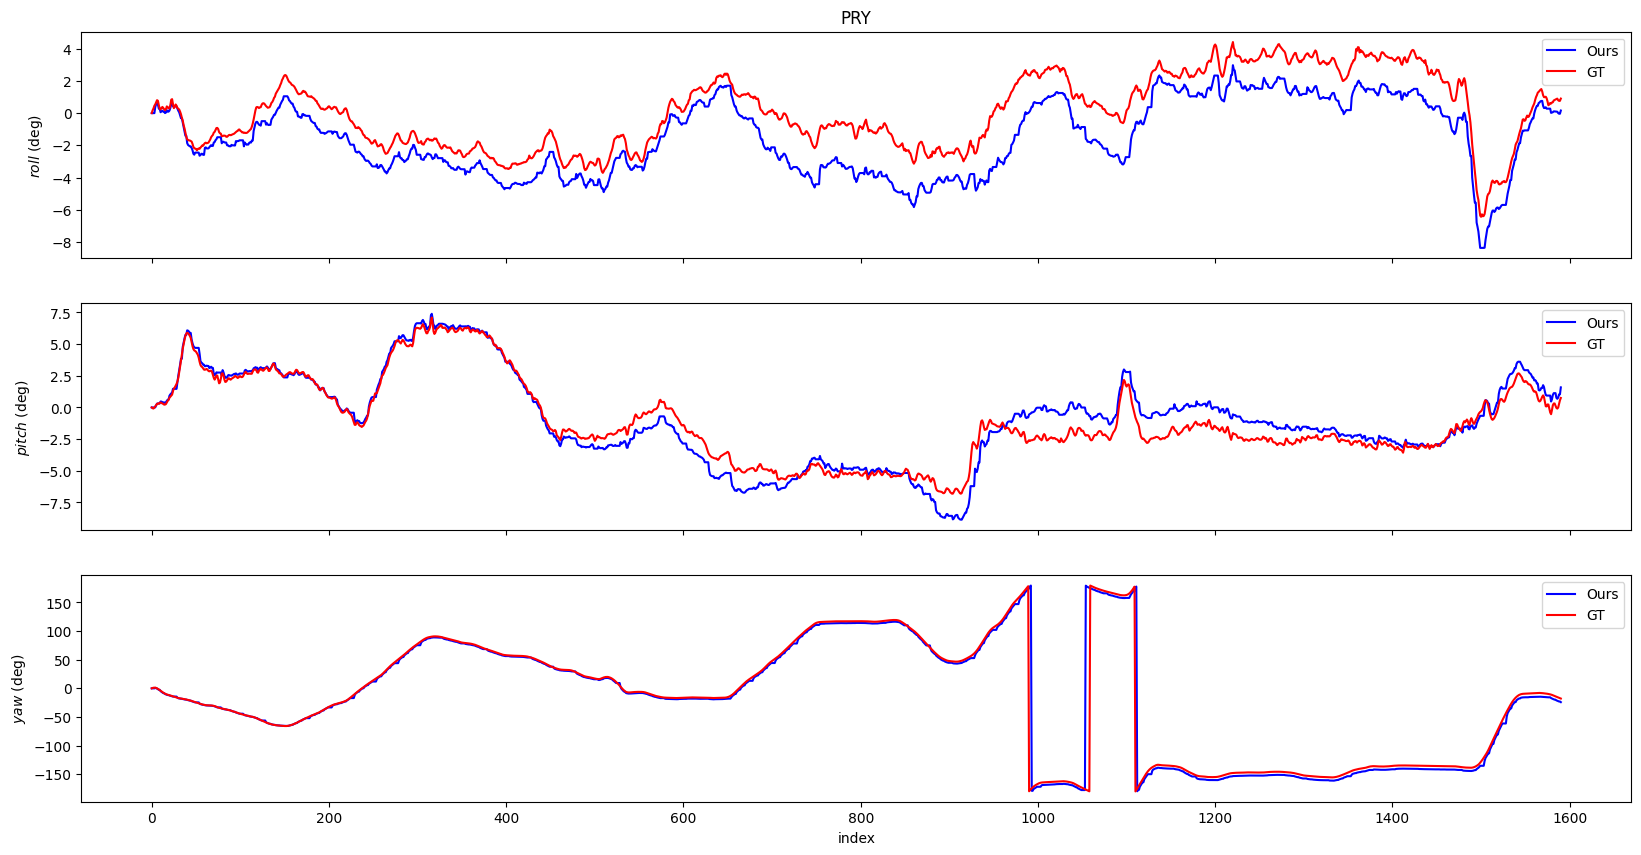 PRY
4
2
0
−2
−4
−6
−8
roll (deg)
Ours
GT
7.5
5.0
2.5
0.0
−2.5
−5.0
−7.5
pitch (deg)
Ours
GT
150
100
50
0
−50
−100
−150
yaw (deg)
Ours
GT
0 200 400 600 800 1000 1200 1400 1600
index